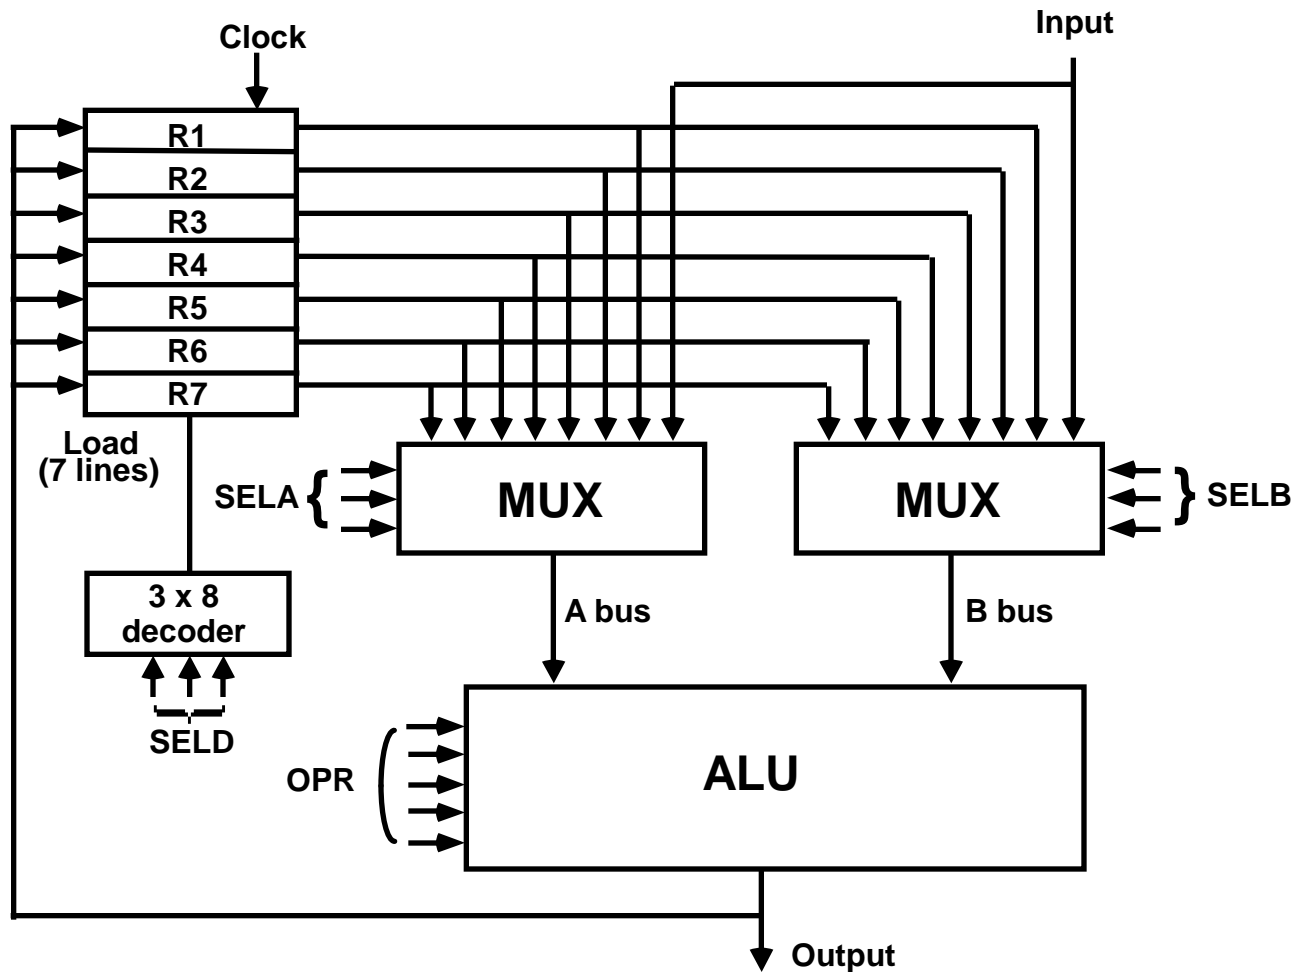 Input
Clock
R1
R2
R3
R4
R5
R6
R7
Load
(7 lines)
SELA {
MUX
MUX
} SELB
3 x 8
decoder
A bus
B bus
SELD
OPR
ALU
Output